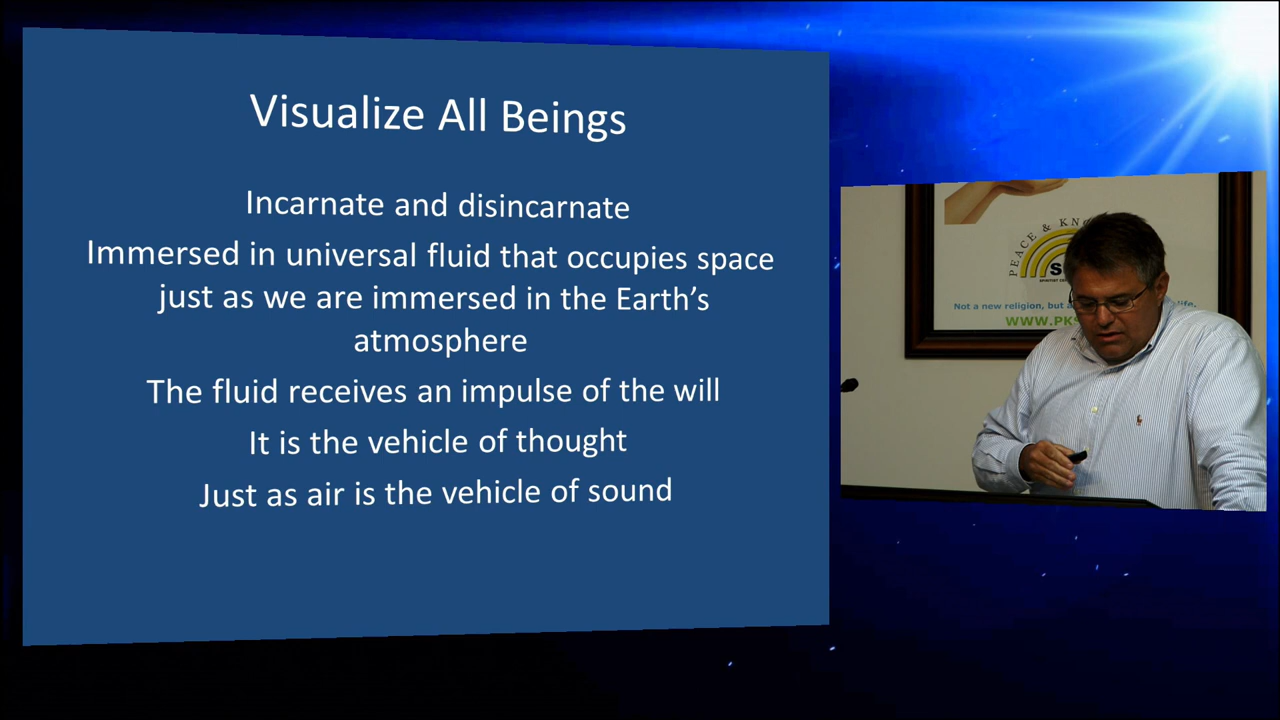 Visualize All Beings
Incarnate and disincarnate
Immersed in universal fluid that occupies space
just as we are immersed in the Earth's
atmosphere
The fluid receives an impulse of the will
It is the vehicle of thought
Just as air is the vehicle of sound
PEACE &
Not a new religion, but
life.
WWW.PKS